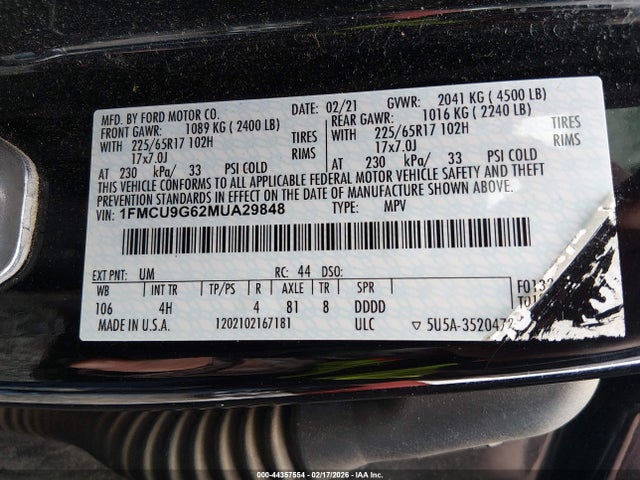 MFD. BY FORD MOTOR CO.
DATE: 02/21 GVWR: 2041 KG ( 4500 LB)
FRONT GAWR: 1089 KG ( 2400 LB) REAR GAWR: 1016 KG ( 2240 LB)
WITH 225/65R17 102H TIRES WITH 225/65R17 102H TIRES
17x7.0J RIMS 17x7.0J RIMS
AT 230 kPa/ 33 PSI COLD AT 230 kPa/ 33 PSI COLD
THIS VEHICLE CONFORMS TO ALL APPLICABLE FEDERAL MOTOR VEHICLE SAFETY AND THEFT
PREVENTION STANDARDS IN EFFECT ON THE DATE OF MANUFACTURE SHOWN ABOVE.
VIN: 1FMCU9G62MUA29848 TYPE: MPV
EXT PNT: UM RC: 44 DSO:
WB INT TR R AXLE TR SPR
106 4H 4 81 8 DDDD
MADE IN U.S.A. 1202102167181 ULC ▽ 5U5A-3520472
000-44357554 - 02/17/2026 - IAA Inc.